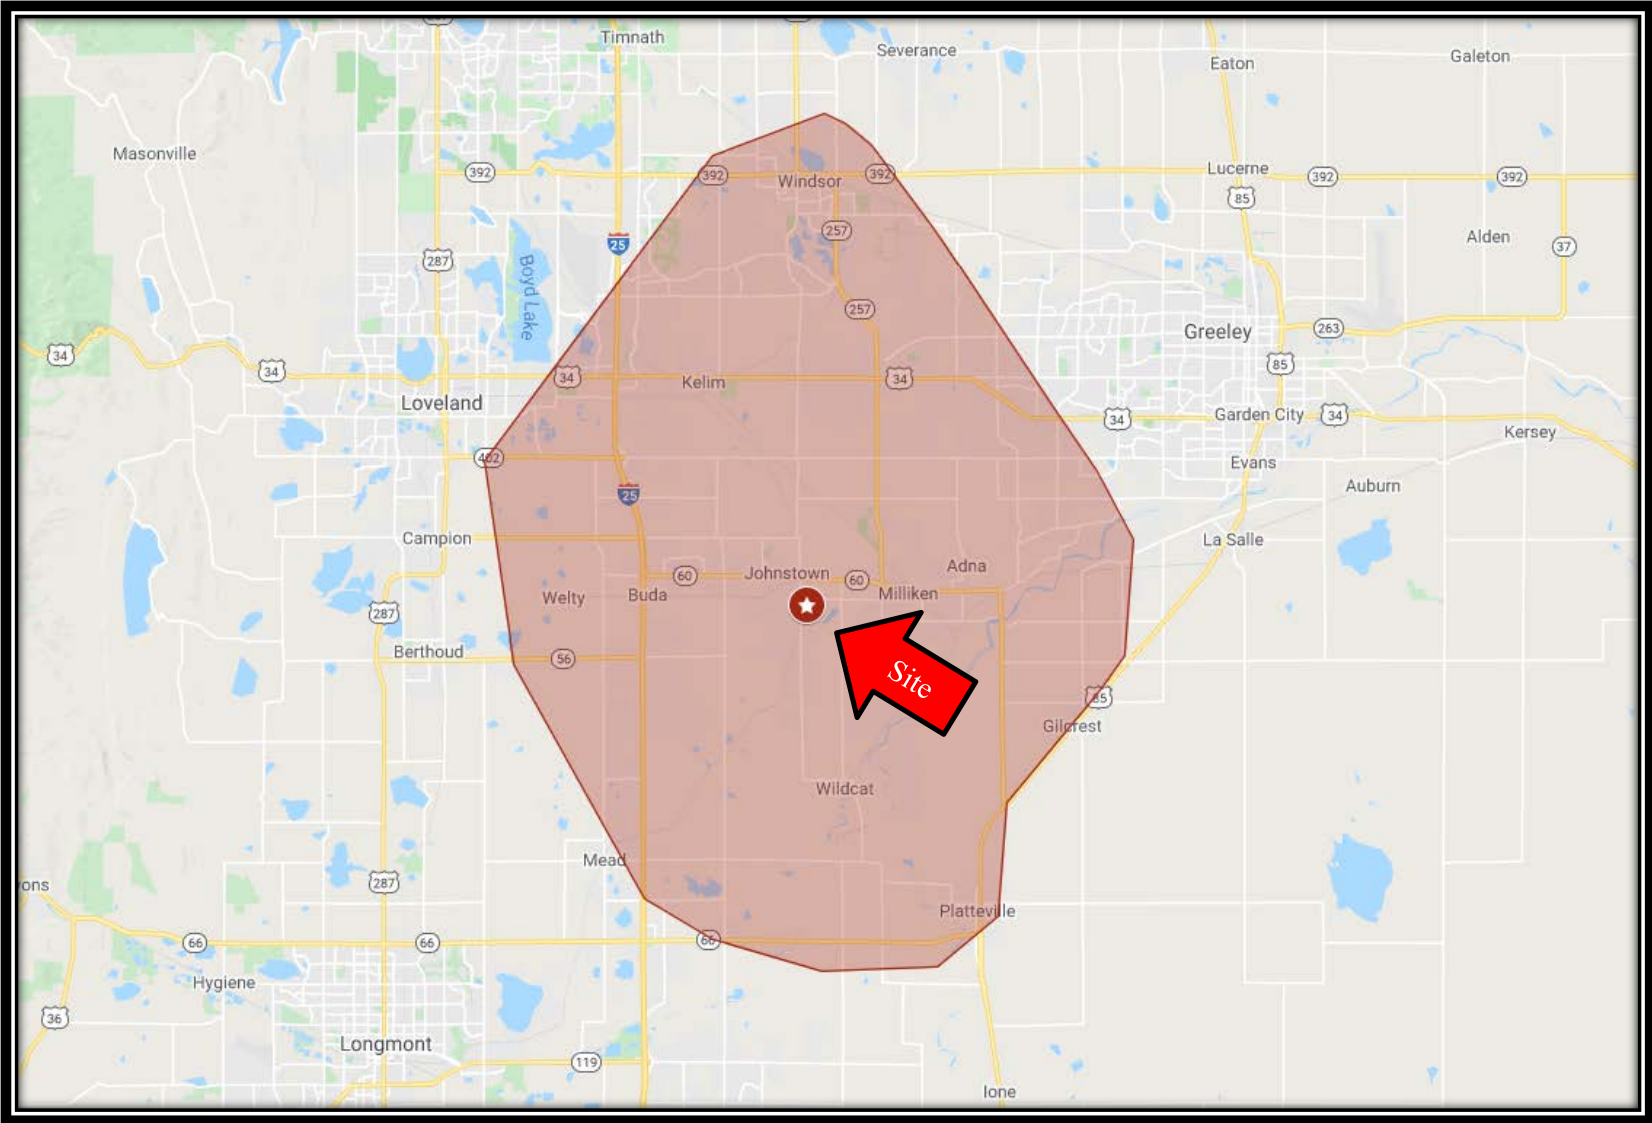 Timnath
Severance
Eaton
Galeton
Masonville
392
392
Windsor
392
Lucerne
392
392
85
257
Alden
37
25
287
Boyd Lake
257
Greeley
263
34
34
34
Kelim
34
85
Loveland
34
Garden City
34
Kersey
402
Evans
25
Auburn
Campion
La Salle
60
Johnstown
60
Adna
Welty
Buda
Milliken
287
Berthoud
56
Site
85
Gilcrest
Wildcat
Mead
287
ons
Platteville
66
66
66
Hygiene
36
Longmont
119
Ione